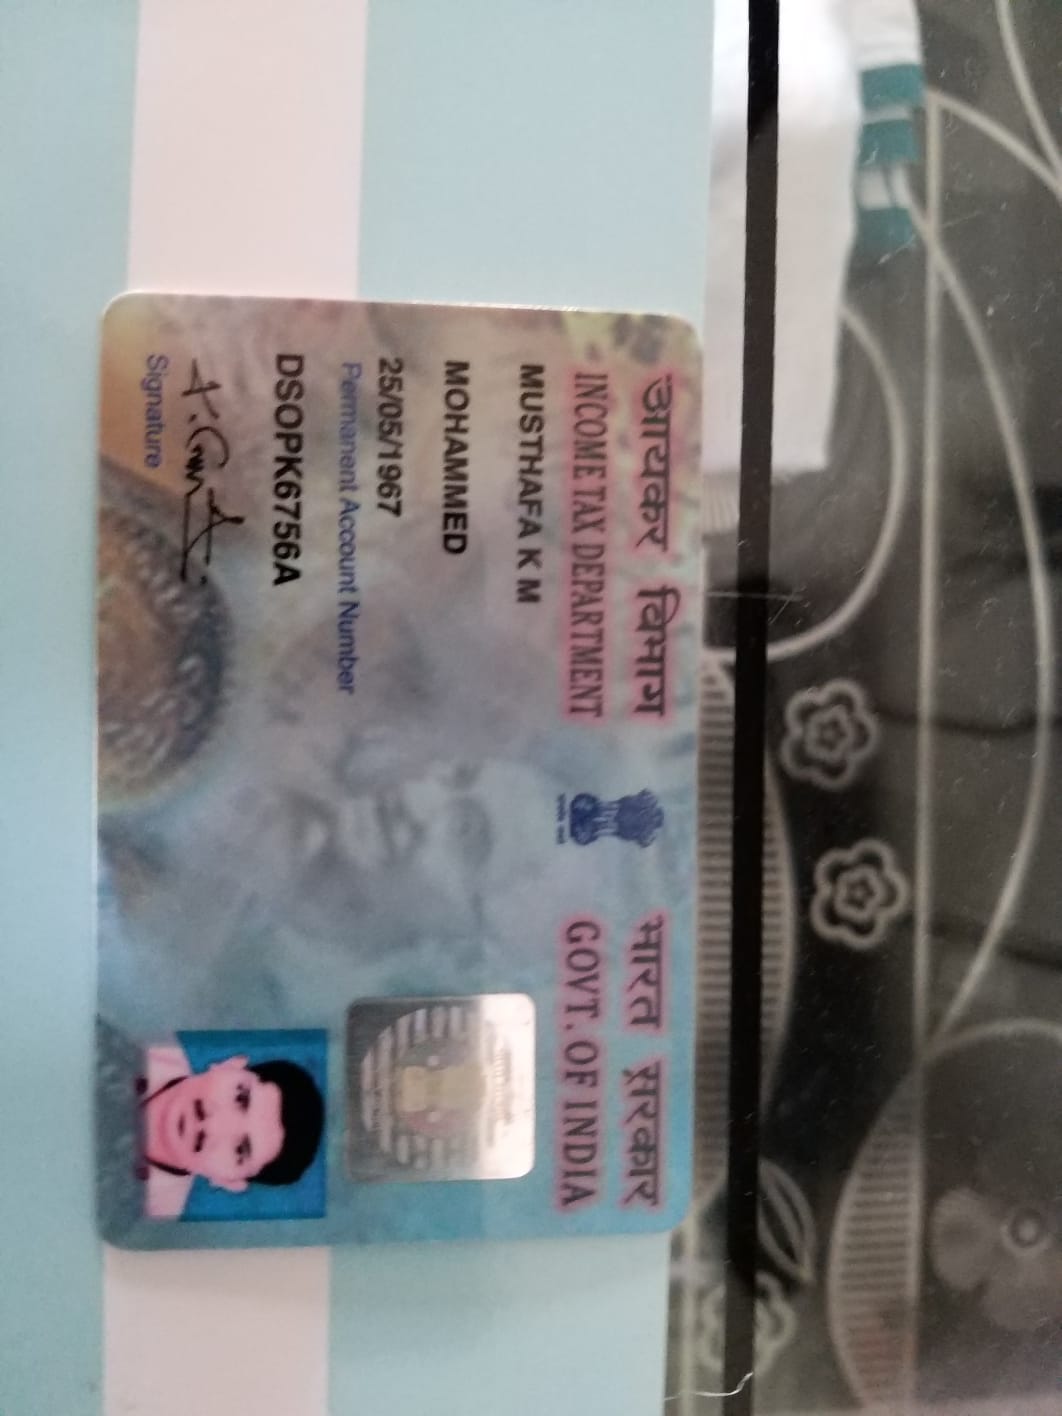 आयकर विभाग भारत सरकार
INCOME TAX DEPARTMENT GOVT. OF INDIA
MUSTHAFA K M
MOHAMMED
25/05/1967
Permanent Account Number
DSOPK6756A
Signature